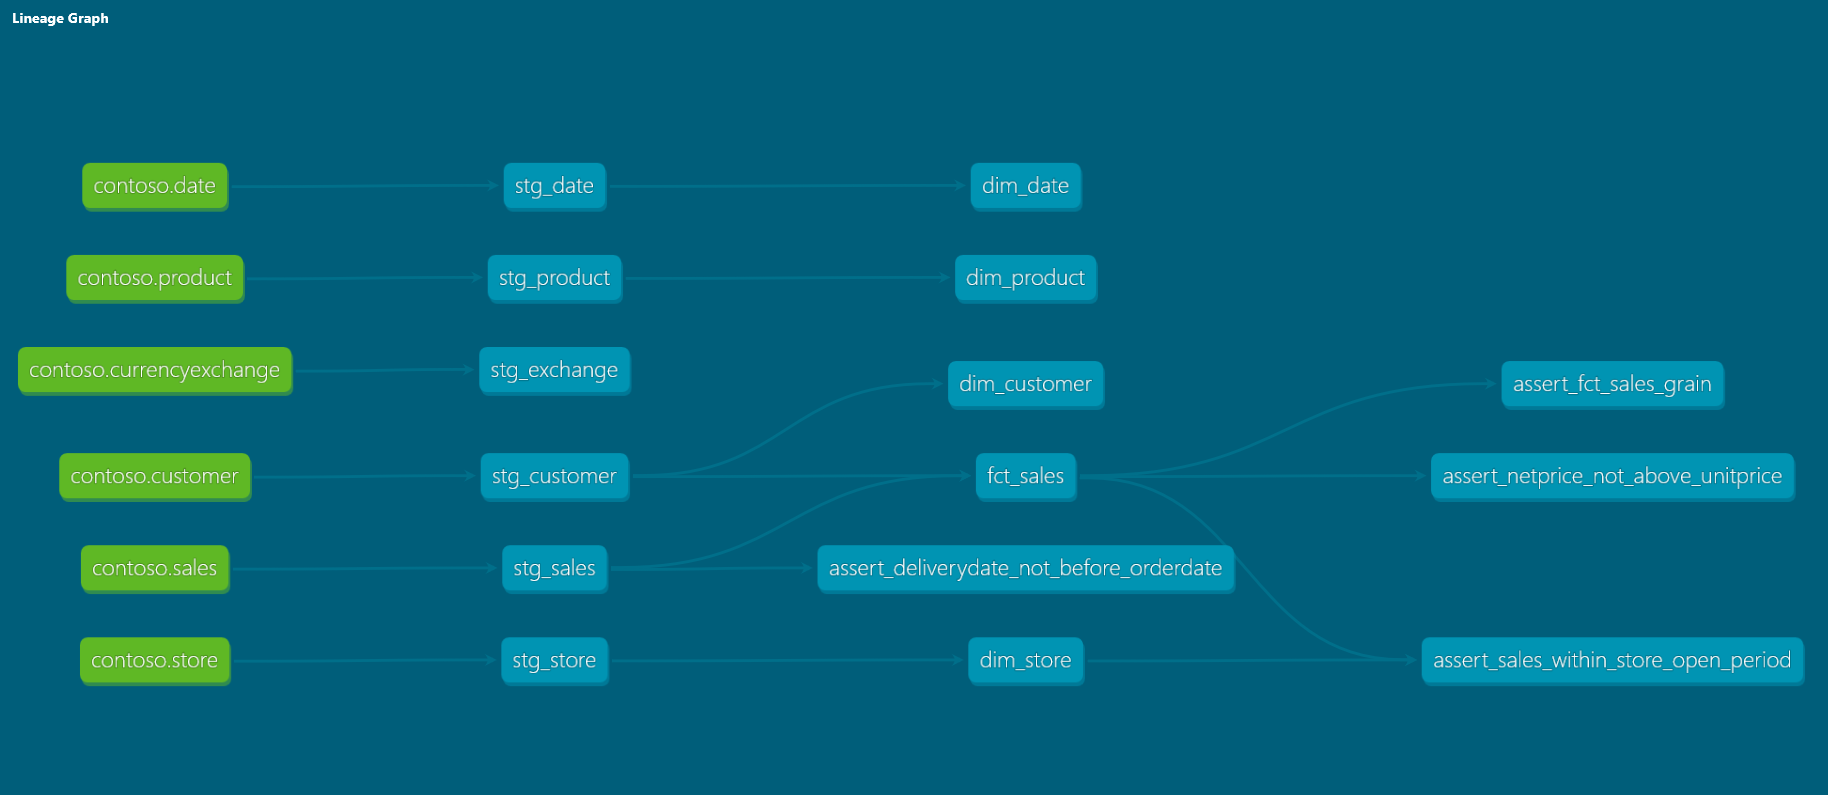 Lineage Graph
contoso.date
stg_date
dim_date
contoso.product
stg_product
dim_product
contoso.currencyexchange
stg_exchange
dim_customer
assert_fct_sales_grain
contoso.customer
stg_customer
fct_sales
assert_netprice_not_above_unitprice
contoso.sales
stg_sales
assert_deliverydate_not_before_orderdate
contoso.store
stg_store
dim_store
assert_sales_within_store_open_period